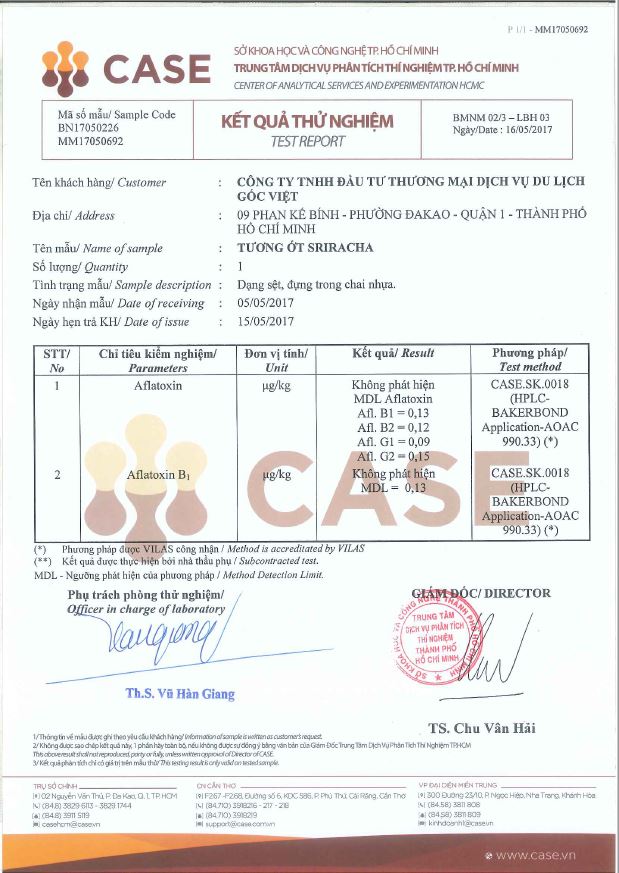 P 1/1 - MM17050692
CASE
SỞ KHOA HỌC VÀ CÔNG NGHỆ TP. HỒ CHÍ MINH
TRUNG TÂM DỊCH VỤ PHÂN TÍCH THÍ NGHIỆM TP. HỒ CHÍ MINH
CENTER OF ANALYTICAL SERVICES AND EXPERIMENTATION HCMC
Mã số mẫu/ Sample Code
BN17050226
MM17050692
KẾT QUẢ THỬ NGHIỆM
TEST REPORT
BMNM 02/3 – LBH 03
Ngày/Date : 16/05/2017
Tên khách hàng/ Customer : CÔNG TY TNHH ĐẦU TƯ THƯƠNG MẠI DỊCH VỤ DU LỊCH
GÓC VIỆT
Địa chỉ/ Address : 09 PHAN KẾ BÍNH - PHƯỜNG ĐAKAO - QUẬN 1 - THÀNH PHỐ
HỒ CHÍ MINH
Tên mẫu/ Name of sample : TƯƠNG ỚT SRIRACHA
Số lượng/ Quantity : 1
Tình trạng mẫu/ Sample description : Dạng sệt, đựng trong chai nhựa.
Ngày nhận mẫu/ Date of receiving : 05/05/2017
Ngày hẹn trả KH/ Date of issue : 15/05/2017
STT/ No
Chỉ tiêu kiểm nghiệm/ Parameters
Đơn vị tính/ Unit
Kết quả/ Result
Phương pháp/ Test method
1 Aflatoxin µg/kg Không phát hiện CASE.SK.0018
MDL Aflatoxin (HPLC-
Afl. B1 = 0,13 BAKERBOND
Afl. B2 = 0,12 Application-AOAC
Afl. G1 = 0,09 990.33) (*)
Afl. G2 = 0,15
2 Aflatoxin B1 µg/kg Không phát hiện CASE.SK.0018
MDL = 0,13 (HPLC-
BAKERBOND
Application-AOAC
990.33) (*)
CASE
(*) Phương pháp được VILAS công nhận / Method is accreditated by VILAS
(**) Kết quả được thực hiện bởi nhà thầu phụ / Subcontracted test.
MDL - Ngưỡng phát hiện của phương pháp / Method Detection Limit.
Phụ trách phòng thử nghiệm/
Officer in charge of laboratory
GIÁM ĐỐC/ DIRECTOR
TRUNG TÂM
DỊCH VỤ PHÂN TÍCH
THÍ NGHIỆM
THÀNH PHỐ
HỒ CHÍ MINH
Th.S. Vũ Hàn Giang
TS. Chu Vân Hải
1/ Thông tin về mẫu được ghi theo yêu cầu khách hàng/ Information of sample is written as customer's request.
2/ Không được sao chép kết quả này, 1 phần hãy toàn bộ, nếu không được sự đồng ý bằng văn bản của Giám Đốc Trung Tâm Dịch Vụ Phân Tích Thí Nghiệm TP.HCM
This above result shall not reproduced, party or fully, unless written approval of Director of CASE.
3/ Kết quả phân tích chỉ có giá trị trên mẫu thử/ This testing result is only valid on tested sample.
TRỤ SỞ CHÍNH
02 Nguyễn Văn Thủ, P. Đa Kao, Q. 1, TP. HCM
(84.8) 3829 6113 - 3829 1744
(84.8) 3911 5119
casehcm@case.vn
CN CẦN THƠ
F2.67 -F2.68, Đường số 6, KDC 586, P. Phú Thứ, Cái Răng, Cần Thơ
(84.710) 3918216 - 217 - 218
(84.710) 3918219
support@case.com.vn
VP ĐẠI DIỆN MIỀN TRUNG
300 Đường 23/10, P. Ngọc Hiệp, Nha Trang, Khánh Hòa
(84.58) 3811 808
(84.58) 3811 809
kinhdoanh1@case.vn
www.case.vn